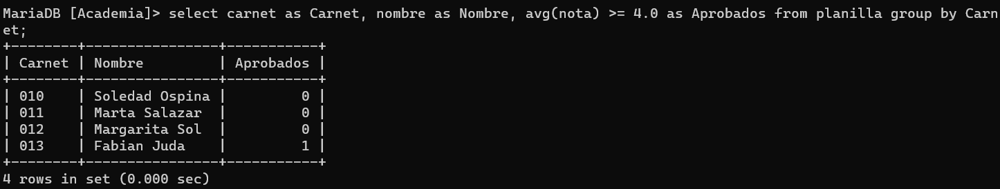 MariaDB [Academia]> select carnet as Carnet, nombre as Nombre, avg(nota) >= 4.0 as Aprobados from planilla group by Carn
et;
+--------+----------------+-----------+
| Carnet | Nombre         | Aprobados |
+--------+----------------+-----------+
| 010    | Soledad Ospina |         0 |
| 011    | Marta Salazar  |         0 |
| 012    | Margarita Sol  |         0 |
| 013    | Fabian Juda    |         1 |
+--------+----------------+-----------+
4 rows in set (0.000 sec)